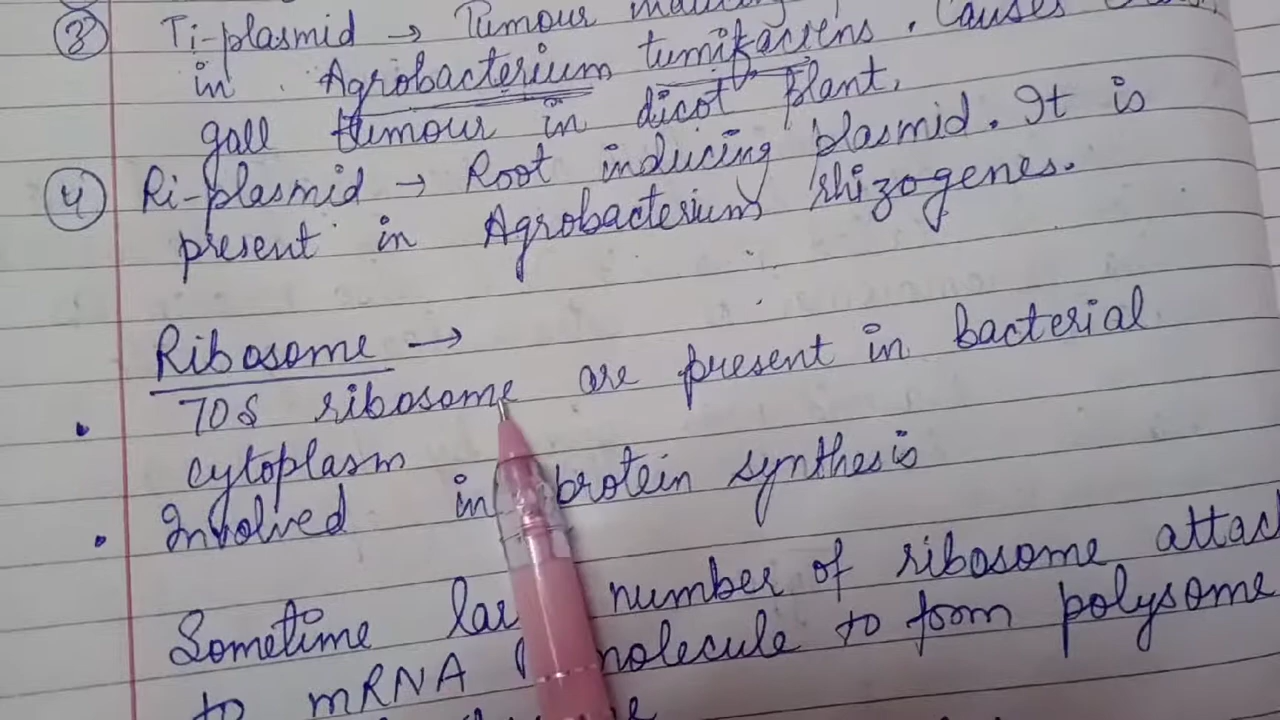 ③ Ti-plasmid → Tumour
in Agrobacterium tumifaciens. Causes
gall tumour in dicot plant.
④ Ri-plasmid → Root inducing plasmid. It is
present in Agrobacterium rhizogenes.
Ribosome →
• 70S ribosome are present in bacterial
cytoplasm
• Involved in protein synthesis
Sometime number of ribosome attac
to mRNA molecule to form polysome